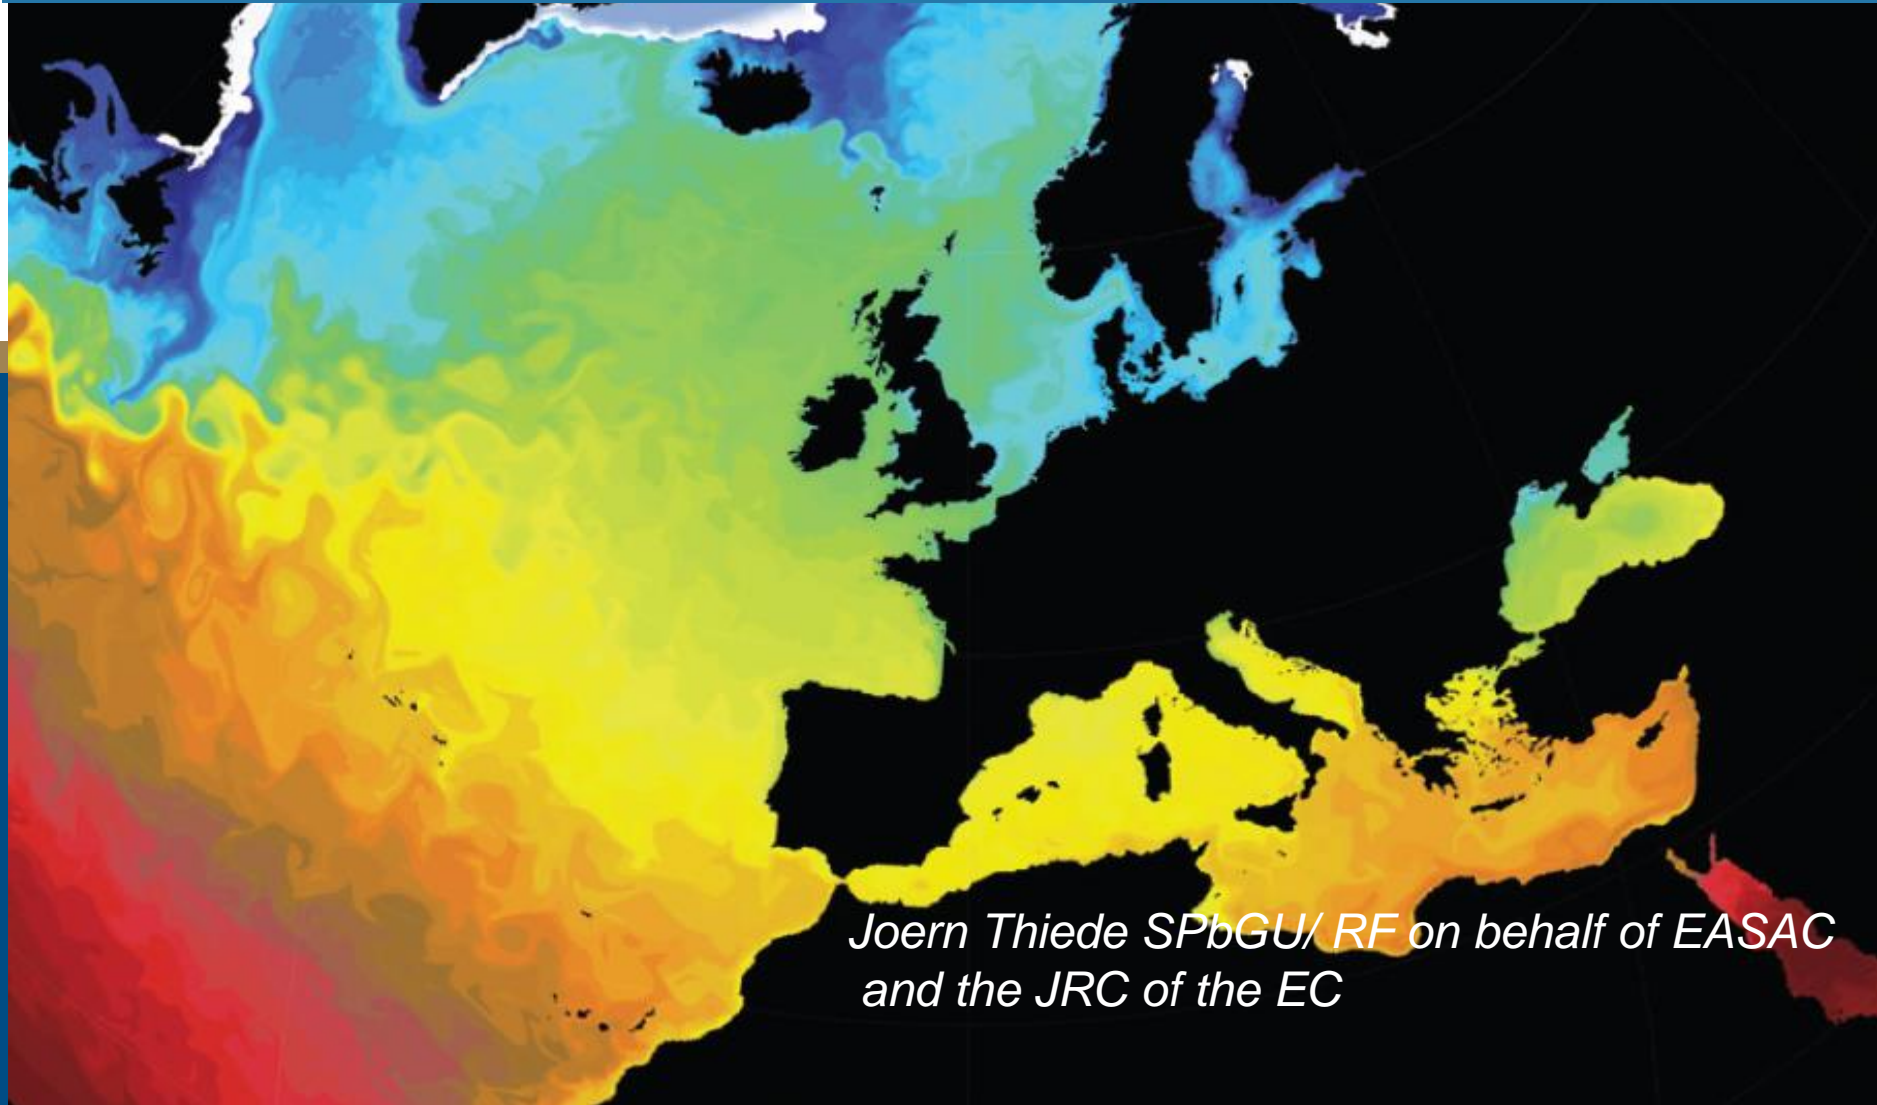 Joern Thiede SPbGU/ RF on behalf of EASAC
and the JRC of the EC